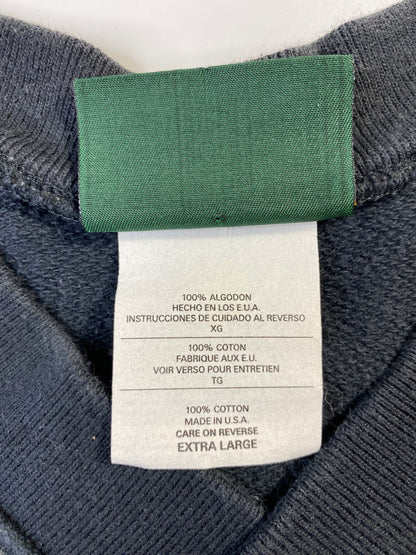 100% ALGODON
HECHO EN LOS E.U.A.
INSTRUCCIONES DE CUIDADO AL REVERSO
XG
100% COTON
FABRIQUE AUX E.U.
VOIR VERSO POUR ENTRETIEN
TG
100% COTTON
MADE IN U.S.A.
CARE ON REVERSE
EXTRA LARGE